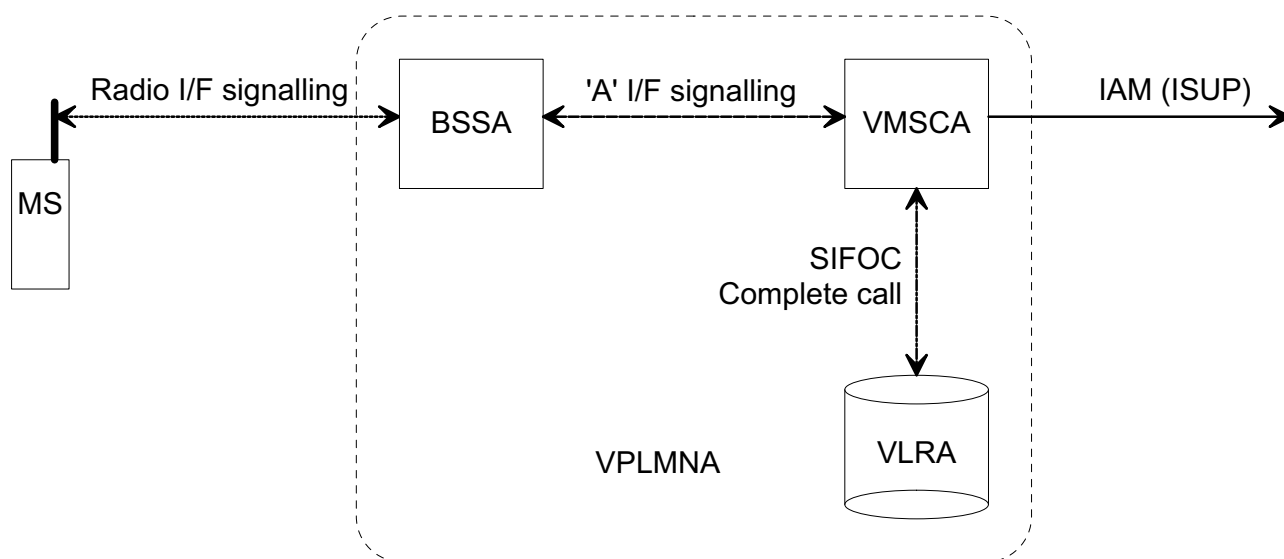 Radio I/F signalling
'A' I/F signalling
IAM (ISUP)
BSSA
VMSCA
MS
SIFOC
Complete call
VPLMNA
VLRA